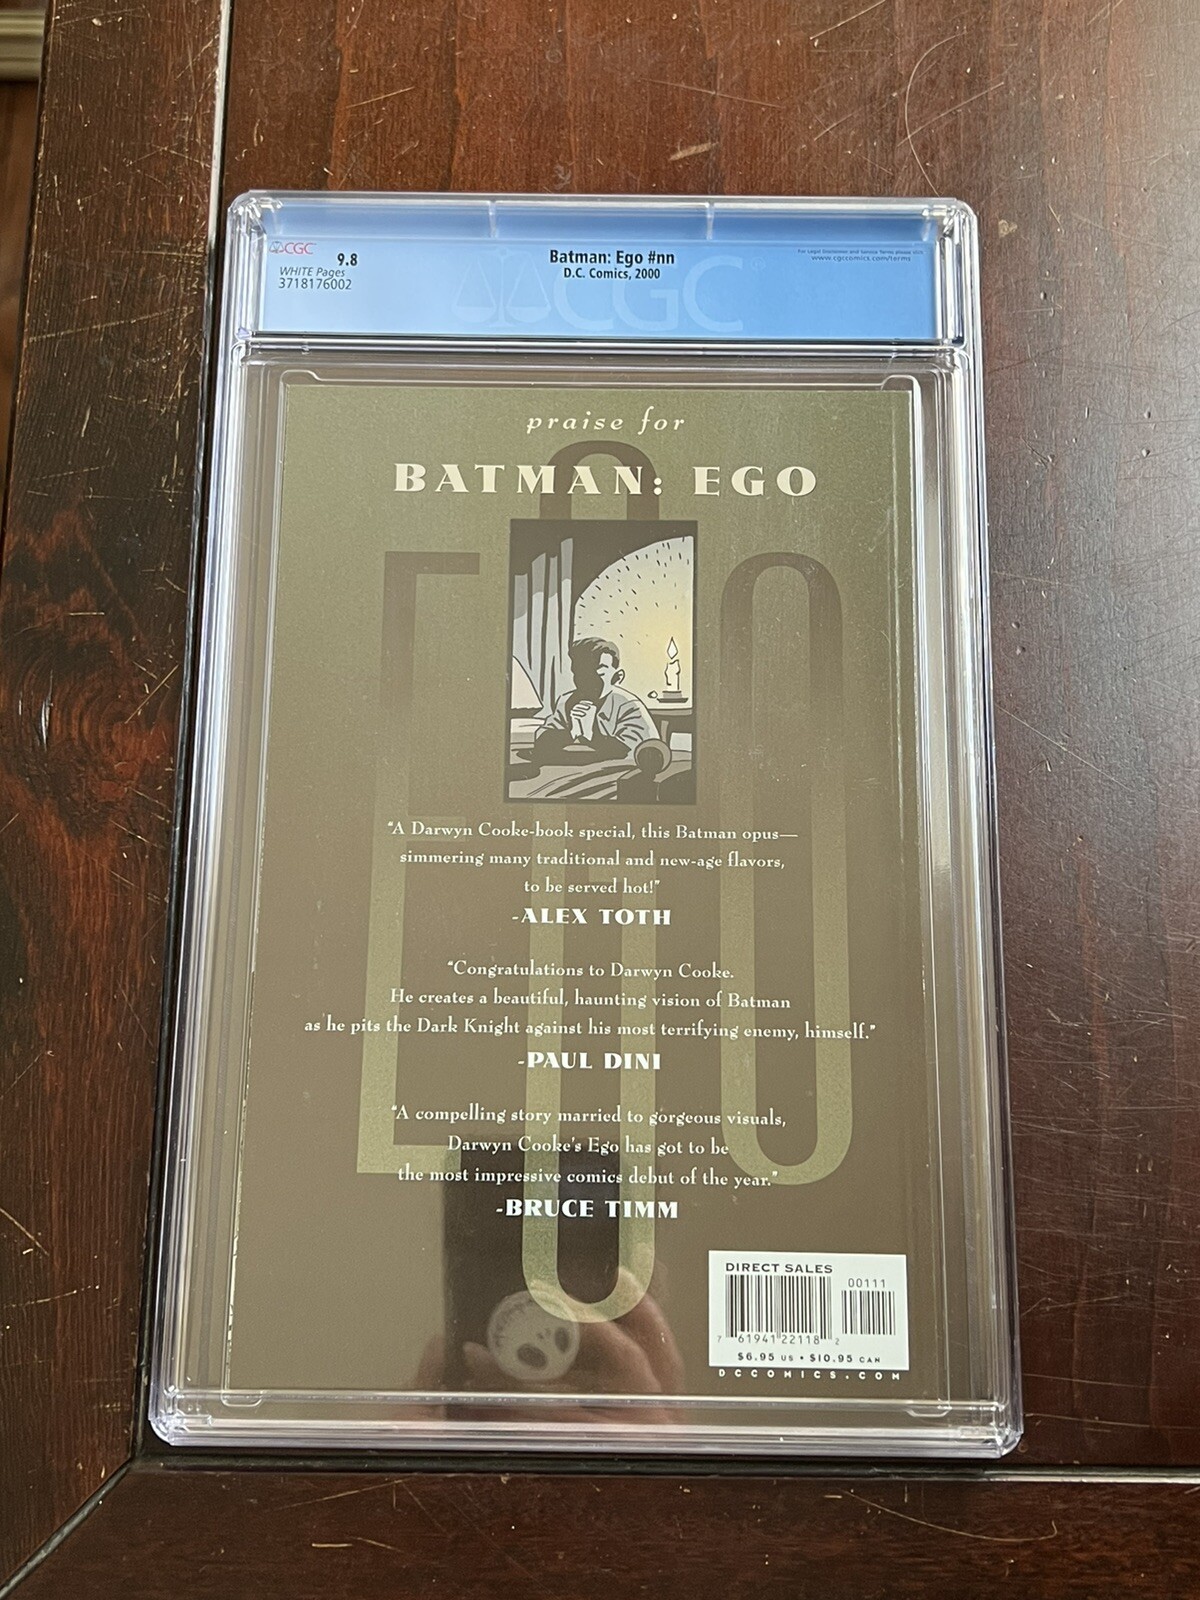 CGC 9.8
WHITE Pages
3718176002
Batman: Ego #nn
D.C. Comics, 2000
www.cgccomics.com/terms
CGC
praise for
BATMAN: EGO
EGO
"A Darwyn Cooke-book special, this Batman opus—
simmering many traditional and new-age flavors,
to be served hot!"
-ALEX TOTH
"Congratulations to Darwyn Cooke.
He creates a beautiful, haunting vision of Batman
as he pits the Dark Knight against his most terrifying enemy, himself."
-PAUL DINI
"A compelling story married to gorgeous visuals,
Darwyn Cooke's Ego has got to be
the most impressive comics debut of the year."
-BRUCE TIMM
DIRECT SALES
00111
7 61941 22118 2
$6.95 US • $10.95 CAN
DCCOMICS.COM